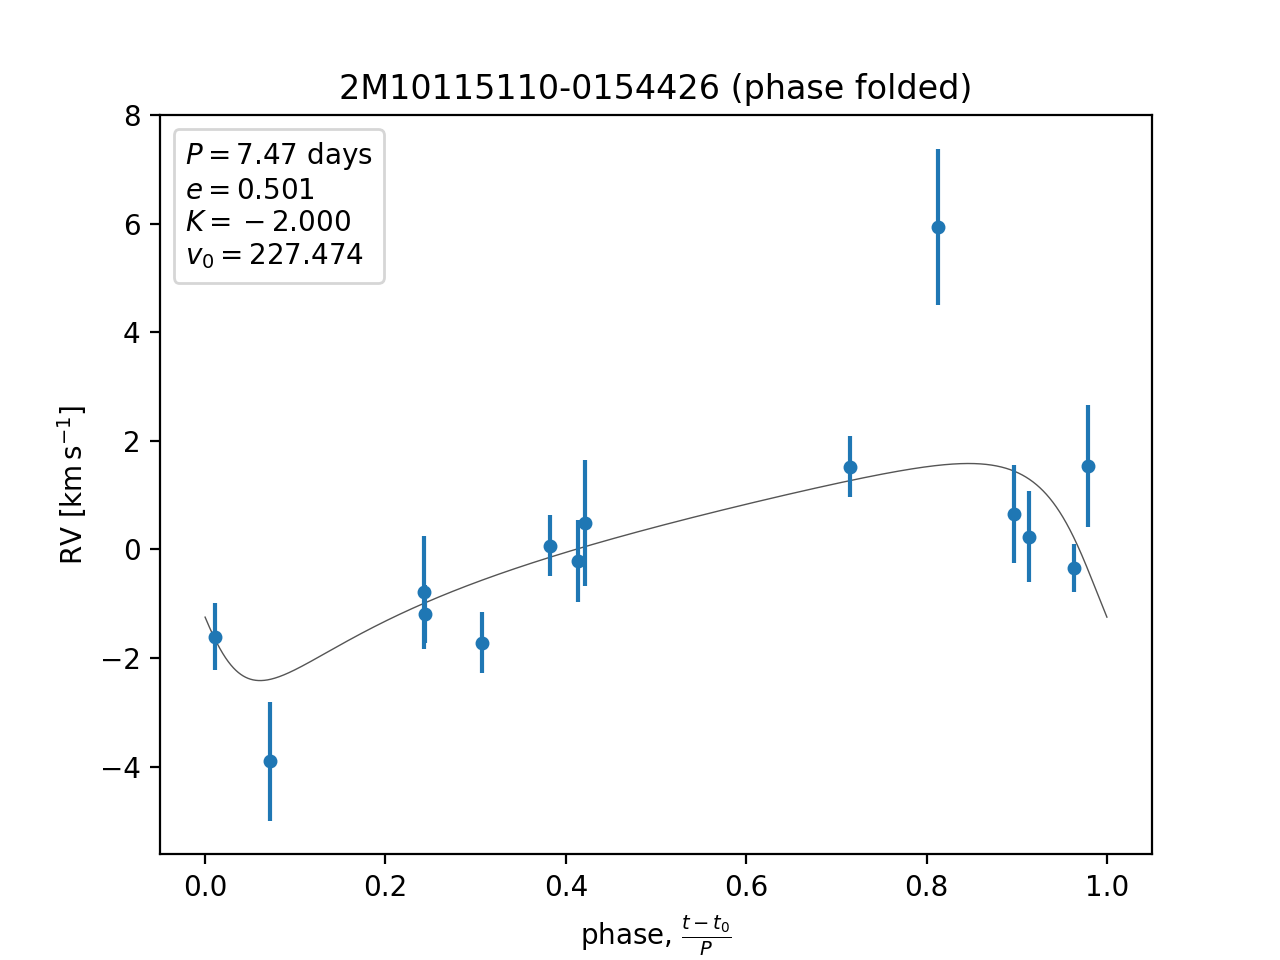 2M10115110-0154426 (phase folded)
P = 7.47 days
e = 0.501
K = −2.000
v₀ = 227.474
8
6
4
2
0
−2
−4
RV [km s⁻¹]
0.0 0.2 0.4 0.6 0.8 1.0
phase, (t − t₀)/P